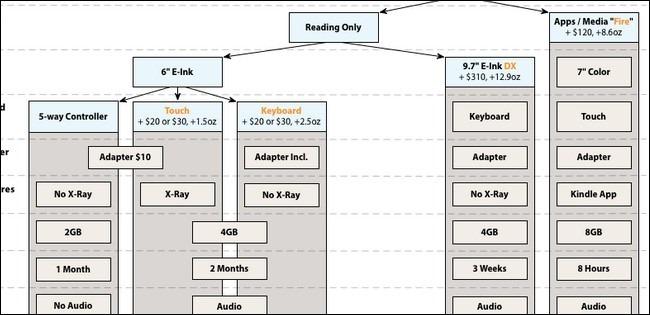 Apps / Media "Fire"
+ $120, +8.6oz
Reading Only
6" E-Ink
9.7" E-Ink DX
+ $310, +12.9oz
7" Color
5-way Controller
Touch
+ $20 or $30, +1.5oz
Keyboard
+ $20 or $30, +2.5oz
Keyboard
Touch
Adapter $10
Adapter Incl.
Adapter
Adapter
No X-Ray
X-Ray
No X-Ray
No X-Ray
Kindle App
2GB
4GB
4GB
8GB
1 Month
2 Months
3 Weeks
8 Hours
No Audio
Audio
Audio
Audio